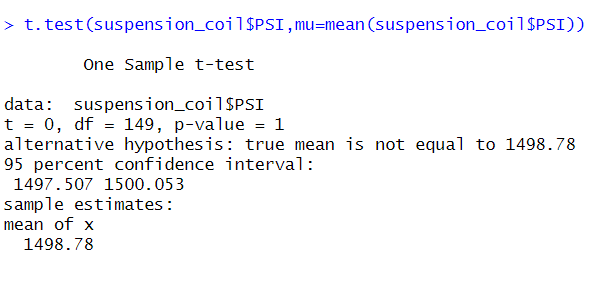 > t.test(suspension_coil$PSI,mu=mean(suspension_coil$PSI))
One Sample t-test
data:  suspension_coil$PSI
t = 0, df = 149, p-value = 1
alternative hypothesis: true mean is not equal to 1498.78
95 percent confidence interval:
1497.507 1500.053
sample estimates:
mean of x
1498.78